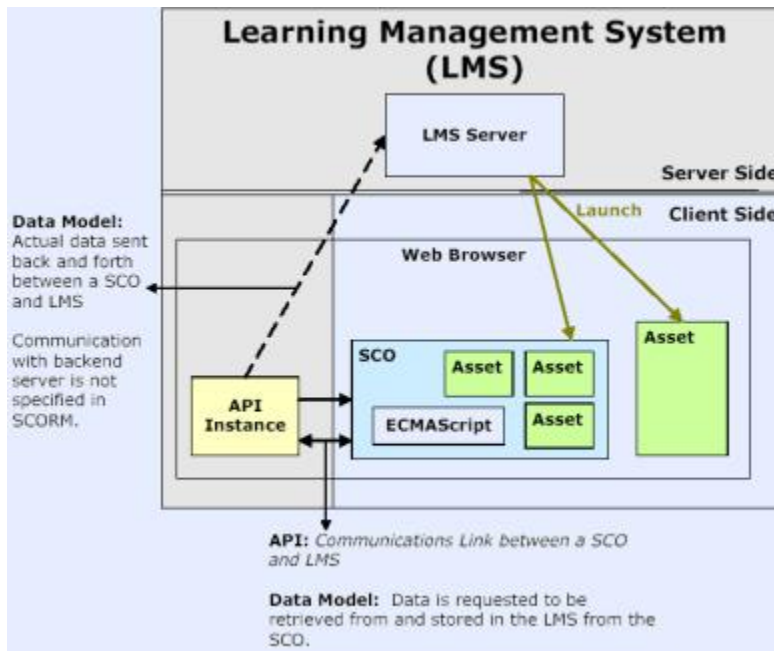 Learning Management System
(LMS)
LMS Server
Server Side
Launch
Client Side
Data Model:
Actual data sent
back and forth
between a SCO
and LMS
Communication
with backend
server is not
specified in
SCORM.
Web Browser
SCO
Asset
Asset
Asset
Asset
ECMAScript
API
Instance
API: Communications Link between a SCO
and LMS
Data Model: Data is requested to be
retrieved from and stored in the LMS from the
SCO.